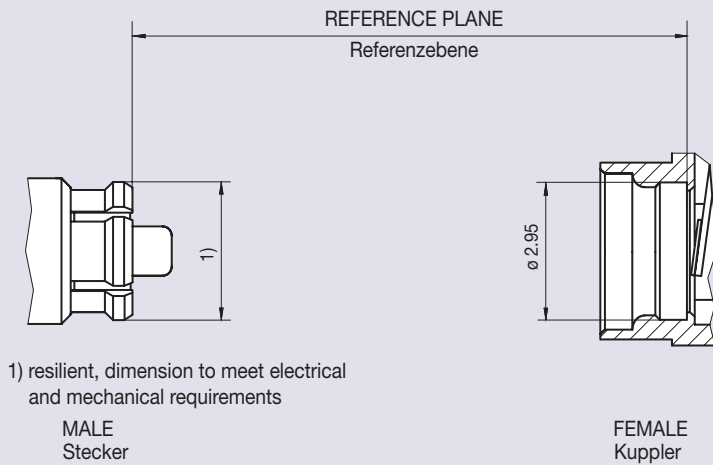 REFERENCE PLANE
Referenzebene
1)
ø 2.95
1) resilient, dimension to meet electrical
and mechanical requirements
MALE
Stecker
FEMALE
Kuppler